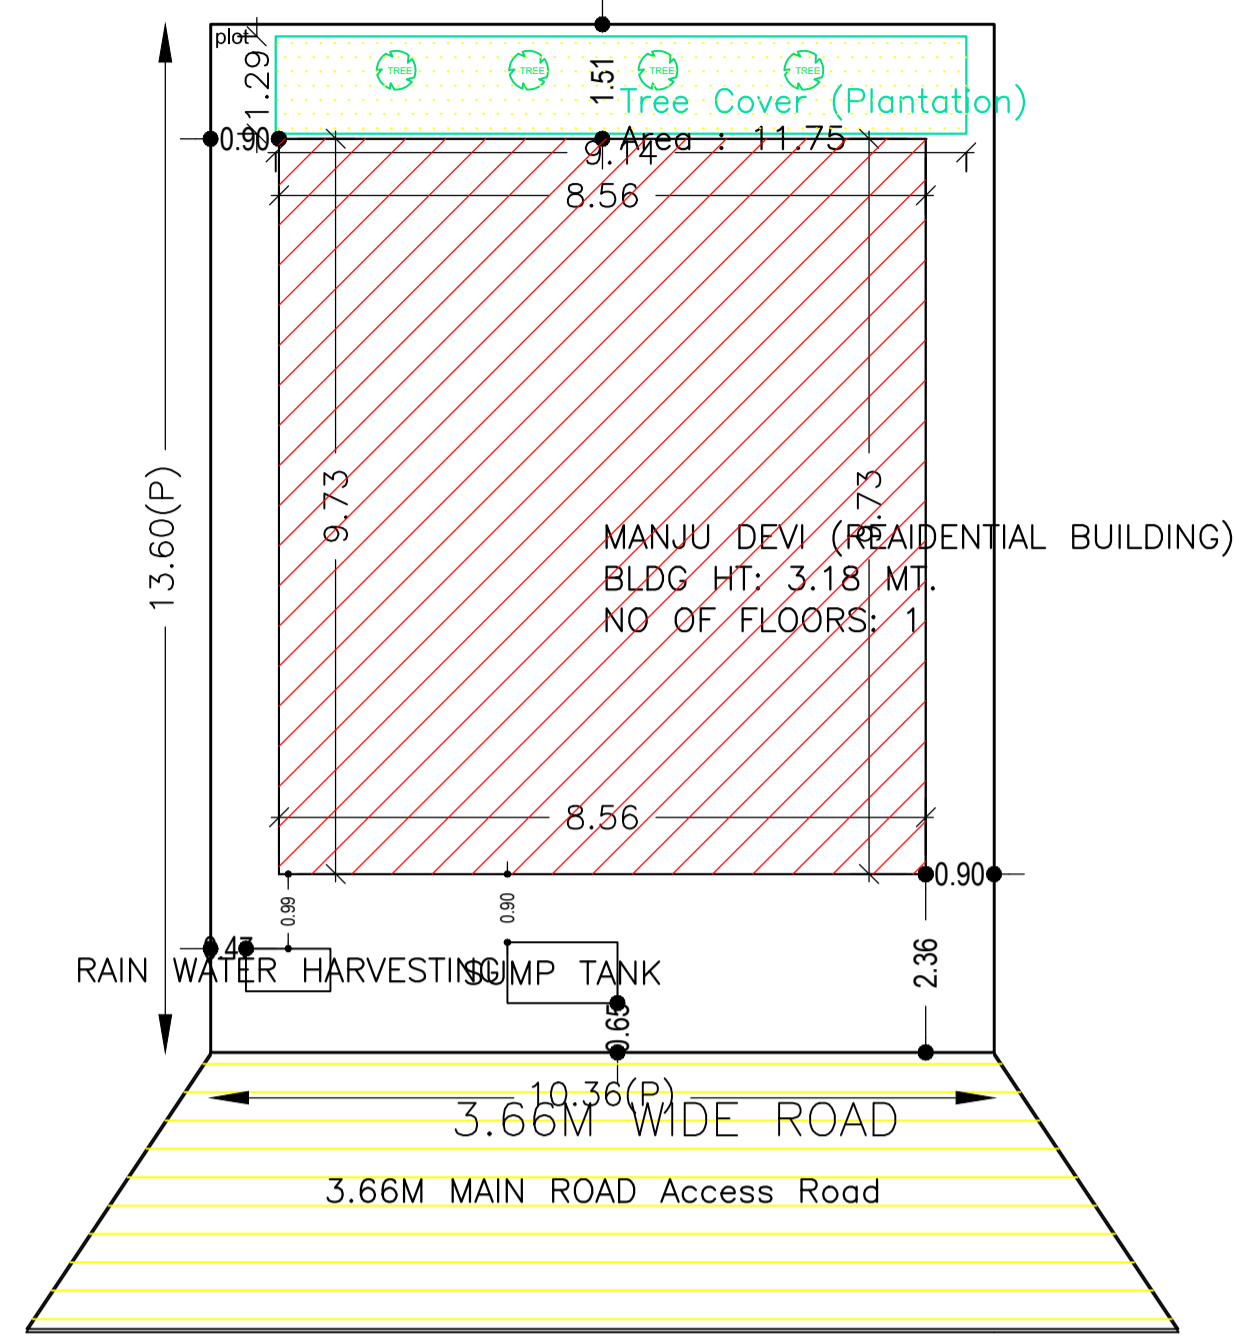 plot
1.29
TREE
TREE
TREE
TREE
1.51
Tree Cover (Plantation)
Area : 11.75
0.90
9.14
8.56
13.60(P)
9.73
9.73
MANJU DEVI (REAIDENTIAL BUILDING)
BLDG HT: 3.18 MT.
NO OF FLOORS: 1
8.56
0.90
0.99
0.90
0.47
RAIN WATER HARVESTING
SUMP TANK
2.36
0.65
10.36(P)
3.66M WIDE ROAD
3.66M MAIN ROAD Access Road